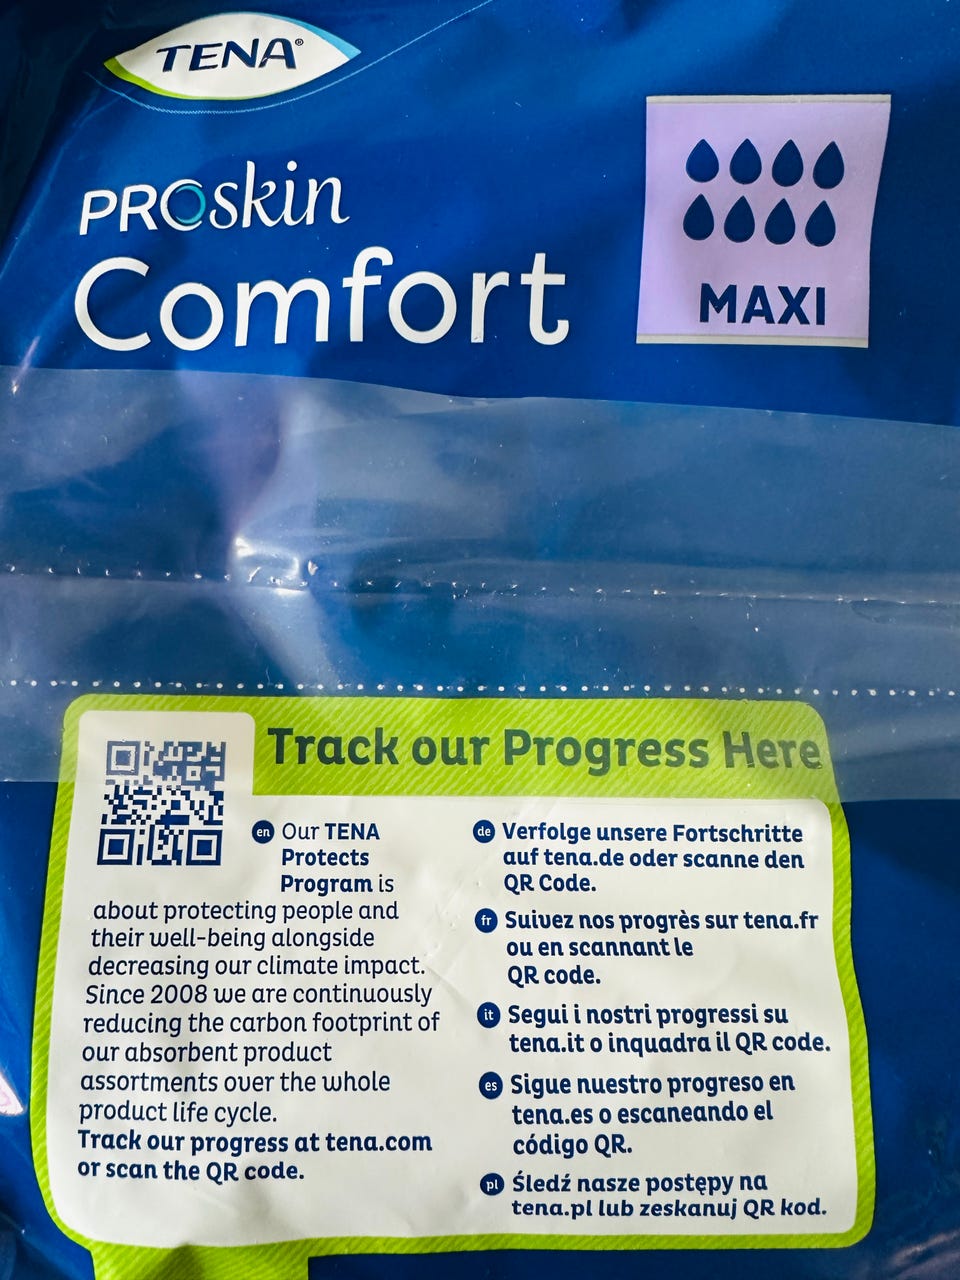 TENA®
PROskin
Comfort
MAXI
Track our Progress Here
en Our TENA
Protects
Program is
about protecting people and
their well-being alongside
decreasing our climate impact.
Since 2008 we are continuously
reducing the carbon footprint of
our absorbent product
assortments over the whole
product life cycle.
Track our progress at tena.com
or scan the QR code.
de Verfolge unsere Fortschritte
auf tena.de oder scanne den
QR Code.
fr Suivez nos progrès sur tena.fr
ou en scannant le
QR code.
it Segui i nostri progressi su
tena.it o inquadra il QR code.
es Sigue nuestro progreso en
tena.es o escaneando el
código QR.
pl Śledź nasze postępy na
tena.pl lub zeskanuj QR kod.